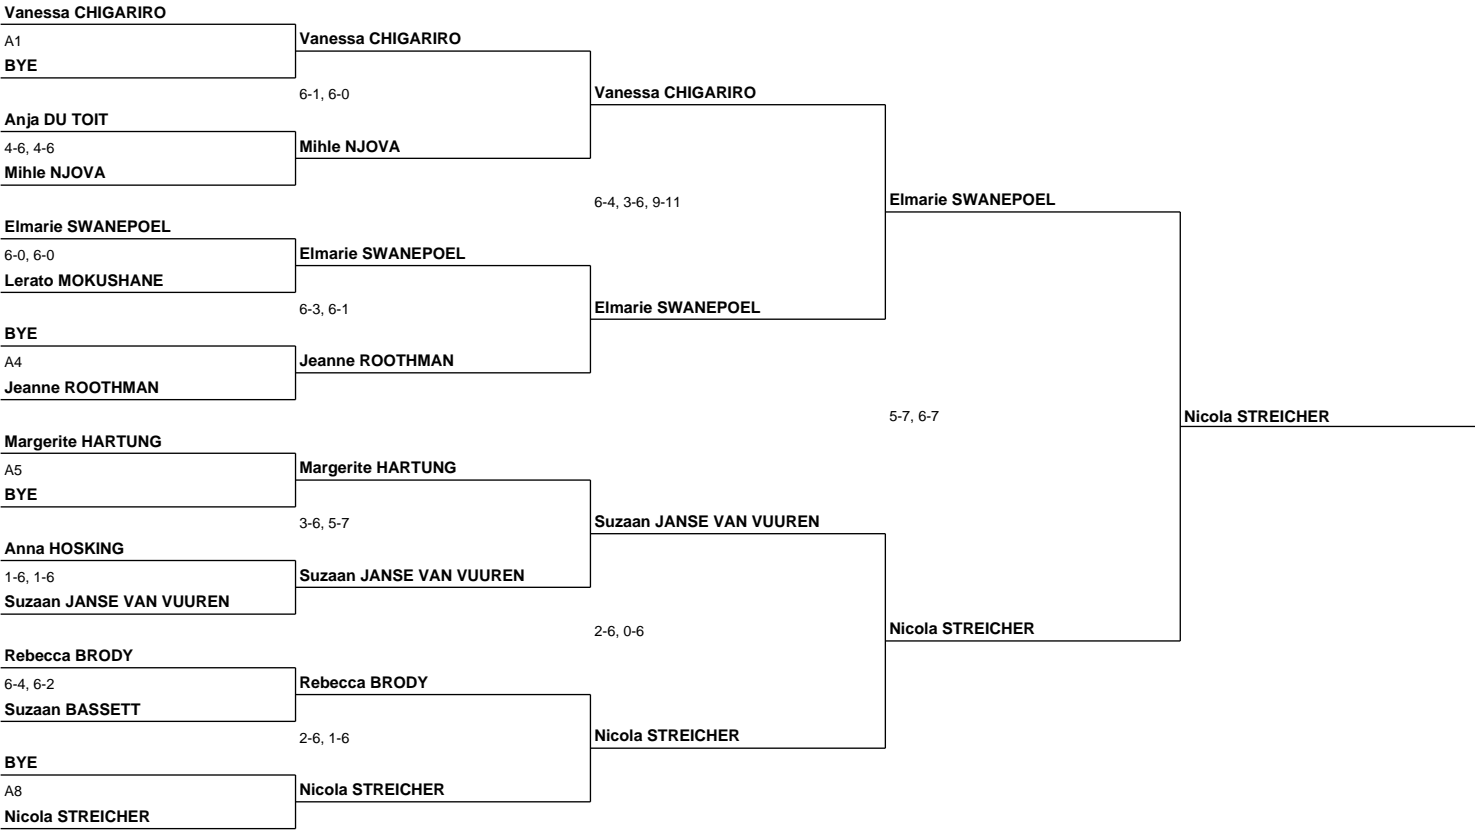 Vanessa CHIGARIRO
A1
BYE
Vanessa CHIGARIRO
6-1, 6-0
Anja DU TOIT
4-6, 4-6
Mihle NJOVA
Mihle NJOVA
Vanessa CHIGARIRO
6-4, 3-6, 9-11
Elmarie SWANEPOEL
6-0, 6-0
Lerato MOKUSHANE
Elmarie SWANEPOEL
6-3, 6-1
BYE
A4
Jeanne ROOTHMAN
Jeanne ROOTHMAN
Elmarie SWANEPOEL
Elmarie SWANEPOEL
5-7, 6-7
Nicola STREICHER
Margerite HARTUNG
A5
BYE
Margerite HARTUNG
3-6, 5-7
Anna HOSKING
1-6, 1-6
Suzaan JANSE VAN VUUREN
Suzaan JANSE VAN VUUREN
Suzaan JANSE VAN VUUREN
2-6, 0-6
Nicola STREICHER
Rebecca BRODY
6-4, 6-2
Suzaan BASSETT
Rebecca BRODY
2-6, 1-6
BYE
A8
Nicola STREICHER
Nicola STREICHER
Nicola STREICHER